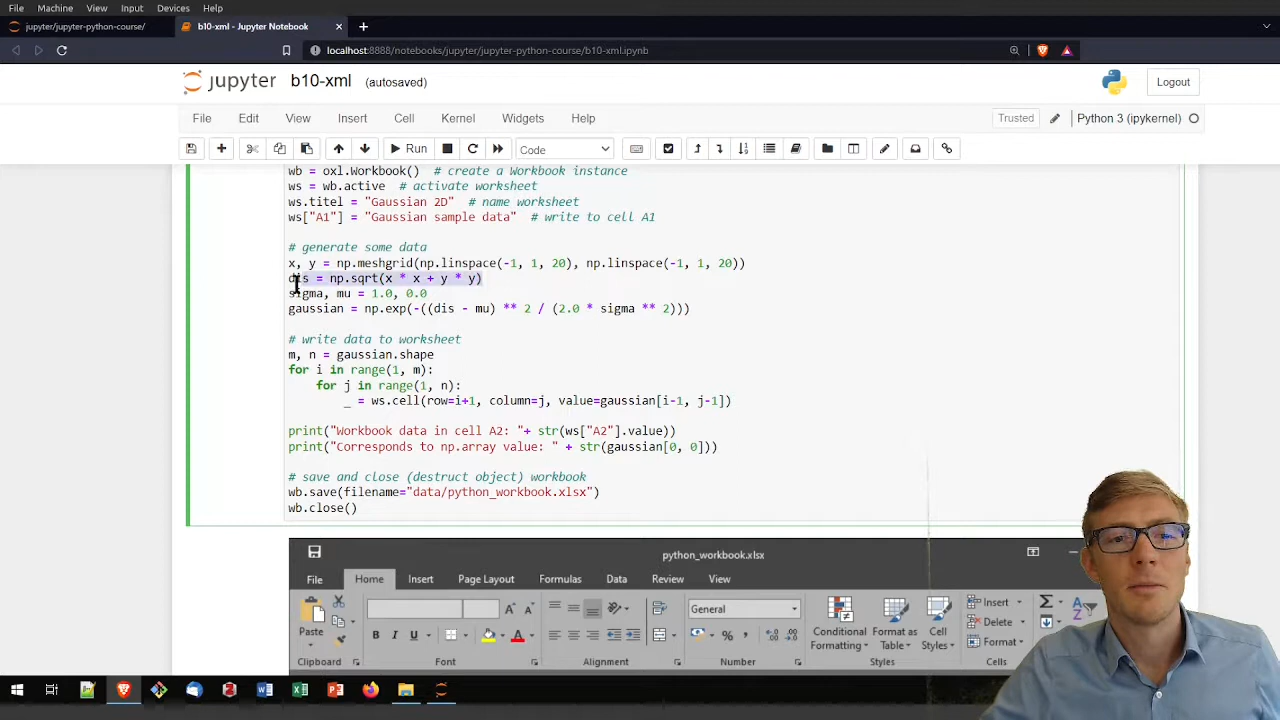 File Machine View Input Devices Help
jupyter/jupyter-python-course/ b10-xml - Jupyter Notebook
localhost:8888/notebooks/jupyter/jupyter-python-course/b10-xml.ipynb
jupyter b10-xml (autosaved) Logout
File Edit View Insert Cell Kernel Widgets Help Trusted Python 3 (ipykernel)
Run Code
wb = oxl.Workbook()  # create a Workbook instance
ws = wb.active  # activate worksheet
ws.titel = "Gaussian 2D"  # name worksheet
ws["A1"] = "Gaussian sample data"  # write to cell A1
# generate some data
x, y = np.meshgrid(np.linspace(-1, 1, 20), np.linspace(-1, 1, 20))
dis = np.sqrt(x * x + y * y)
sigma, mu = 1.0, 0.0
gaussian = np.exp(-((dis - mu) ** 2 / (2.0 * sigma ** 2)))
# write data to worksheet
m, n = gaussian.shape
for i in range(1, m):
for j in range(1, n):
_ = ws.cell(row=i+1, column=j, value=gaussian[i-1, j-1])
print("Workbook data in cell A2: "+ str(ws["A2"].value))
print("Corresponds to np.array value: " + str(gaussian[0, 0]))
# save and close (destruct object) workbook
wb.save(filename="data/python_workbook.xlsx")
wb.close()
python_workbook.xlsx
File Home Insert Page Layout Formulas Data Review View
General Insert
Paste B I U Conditional Formatting Format as Table Cell Styles Delete
Format
Clipboard Font Alignment Number Styles Cells